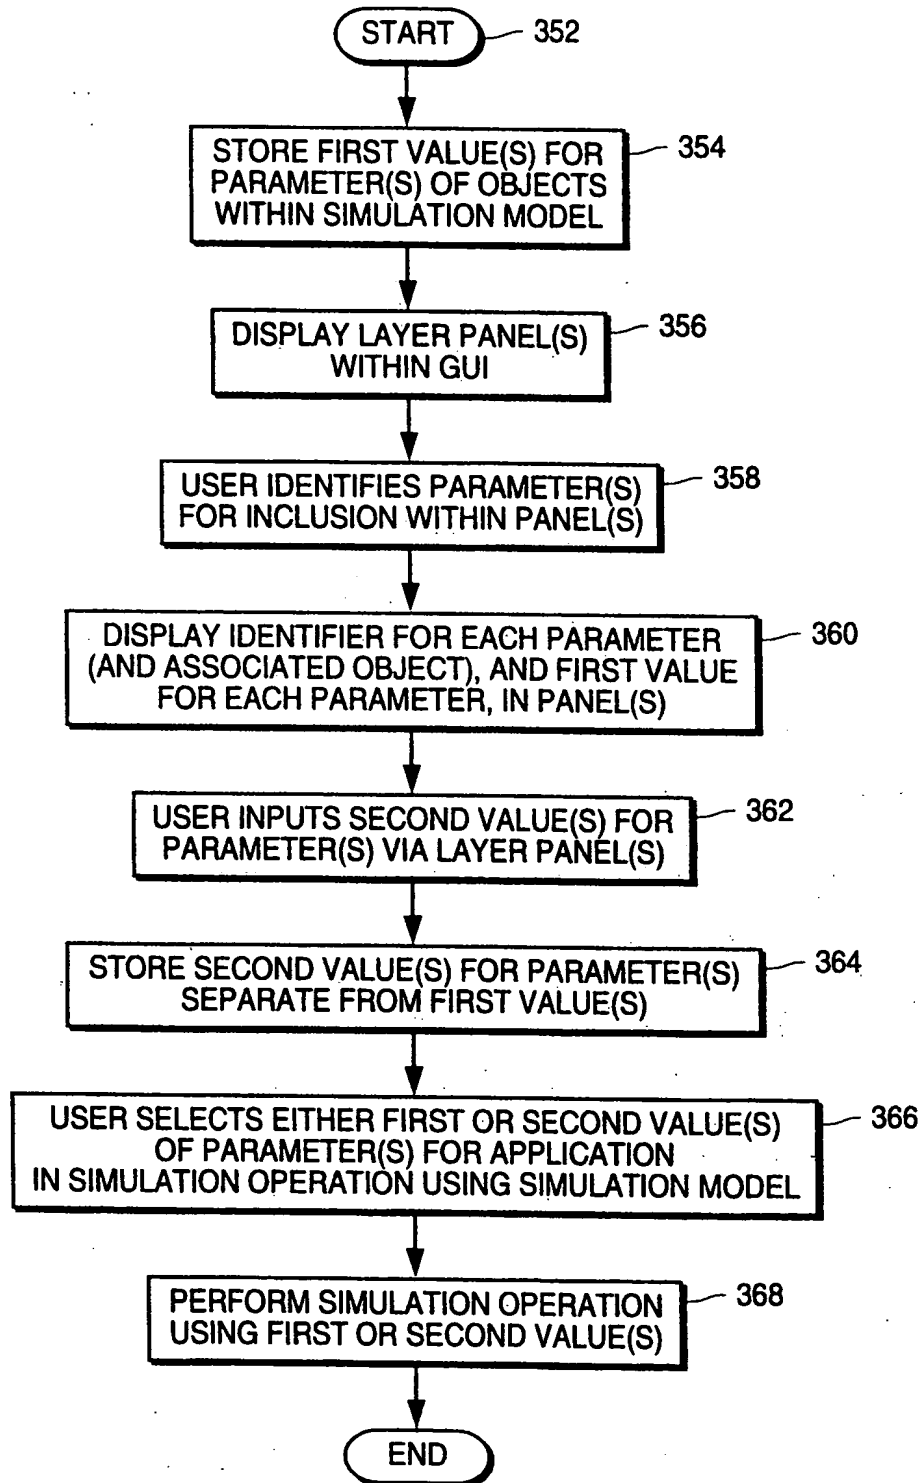 START
352
STORE FIRST VALUE(S) FOR
PARAMETER(S) OF OBJECTS
WITHIN SIMULATION MODEL
354
DISPLAY LAYER PANEL(S)
WITHIN GUI
356
USER IDENTIFIES PARAMETER(S)
FOR INCLUSION WITHIN PANEL(S)
358
DISPLAY IDENTIFIER FOR EACH PARAMETER
(AND ASSOCIATED OBJECT), AND FIRST VALUE
FOR EACH PARAMETER, IN PANEL(S)
360
USER INPUTS SECOND VALUE(S) FOR
PARAMETER(S) VIA LAYER PANEL(S)
362
STORE SECOND VALUE(S) FOR PARAMETER(S)
SEPARATE FROM FIRST VALUE(S)
364
USER SELECTS EITHER FIRST OR SECOND VALUE(S)
OF PARAMETER(S) FOR APPLICATION
IN SIMULATION OPERATION USING SIMULATION MODEL
366
PERFORM SIMULATION OPERATION
USING FIRST OR SECOND VALUE(S)
368
END